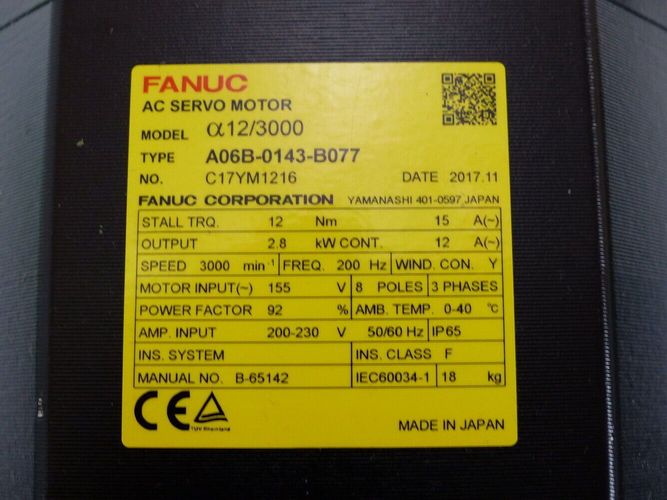 FANUC
AC SERVO MOTOR
MODEL α12/3000
TYPE A06B-0143-B077
NO. C17YM1216 DATE 2017.11
FANUC CORPORATION YAMANASHI 401-0597 JAPAN
STALL TRQ. 12 Nm 15 A(~)
OUTPUT 2.8 kW CONT. 12 A(~)
SPEED 3000 min⁻¹ FREQ. 200 Hz WIND. CON. Y
MOTOR INPUT(~) 155 V 8 POLES 3 PHASES
POWER FACTOR 92 % AMB. TEMP. 0-40 ℃
AMP. INPUT 200-230 V 50/60 Hz IP65
INS. SYSTEM INS. CLASS F
MANUAL NO. B-65142 IEC60034-1 18 kg
CE TÜV Rheinland
MADE IN JAPAN